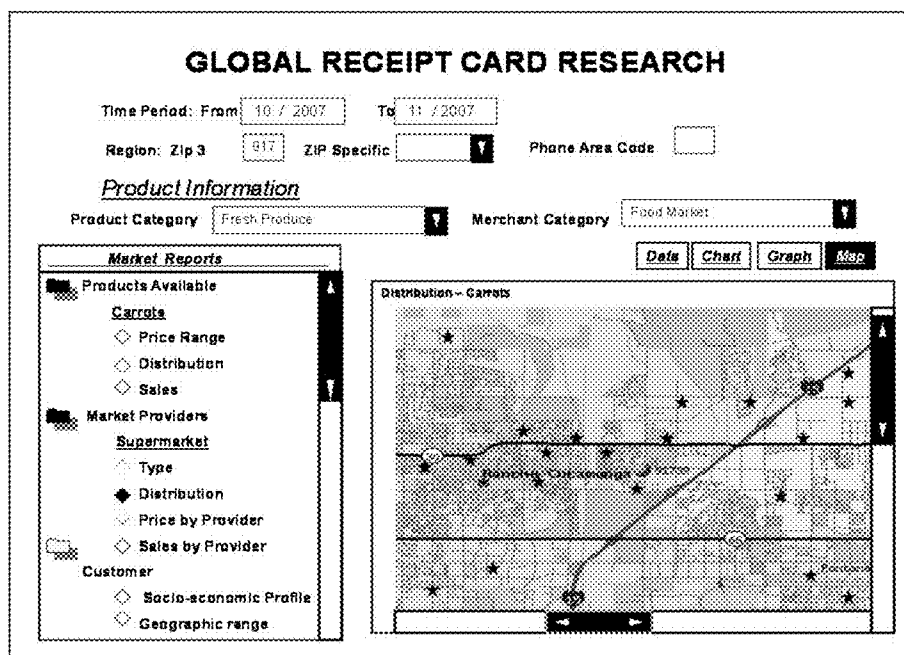 GLOBAL RECEIPT CARD RESEARCH
Time Period: From 10 / 2007 To 11 / 2007
Region: Zip 3 917 ZIP Specific Phone Area Code
Product Information
Product Category Fresh Produce Merchant Category Food Market
Market Reports
Data Chart Graph Map
Products Available
Carrots
Price Range
Distribution
Sales
Market Providers
Supermarket
Type
Distribution
Price by Provider
Sales by Provider
Customer
Socio-economic Profile
Geographic range
Distribution – Carrots
Rancho Cucamonga
66